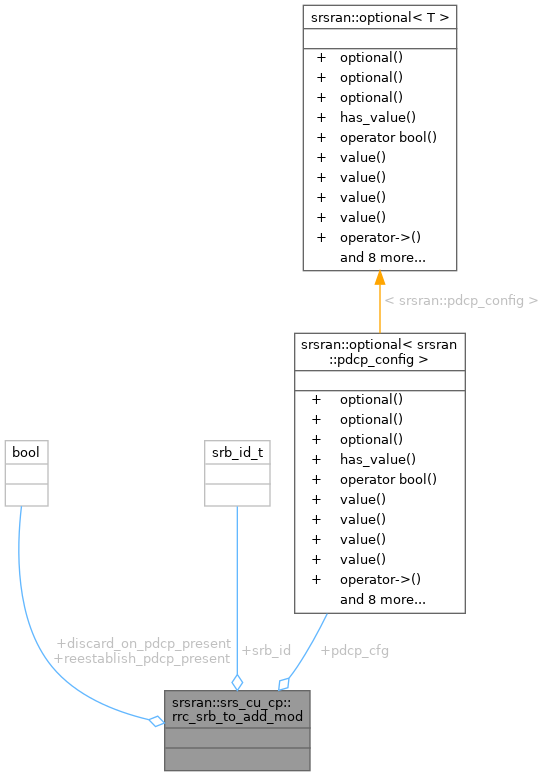 srsran::optional< T >
+ optional()
+ optional()
+ optional()
+ has_value()
+ operator bool()
+ value()
+ value()
+ value()
+ value()
+ operator->()
and 8 more...
< srsran::pdcp_config >
srsran::optional< srsran
::pdcp_config >
+ optional()
+ optional()
+ optional()
+ has_value()
+ operator bool()
+ value()
+ value()
+ value()
+ value()
+ operator->()
and 8 more...
bool
srb_id_t
+discard_on_pdcp_present
+reestablish_pdcp_present
+srb_id
+pdcp_cfg
srsran::srs_cu_cp::
rrc_srb_to_add_mod